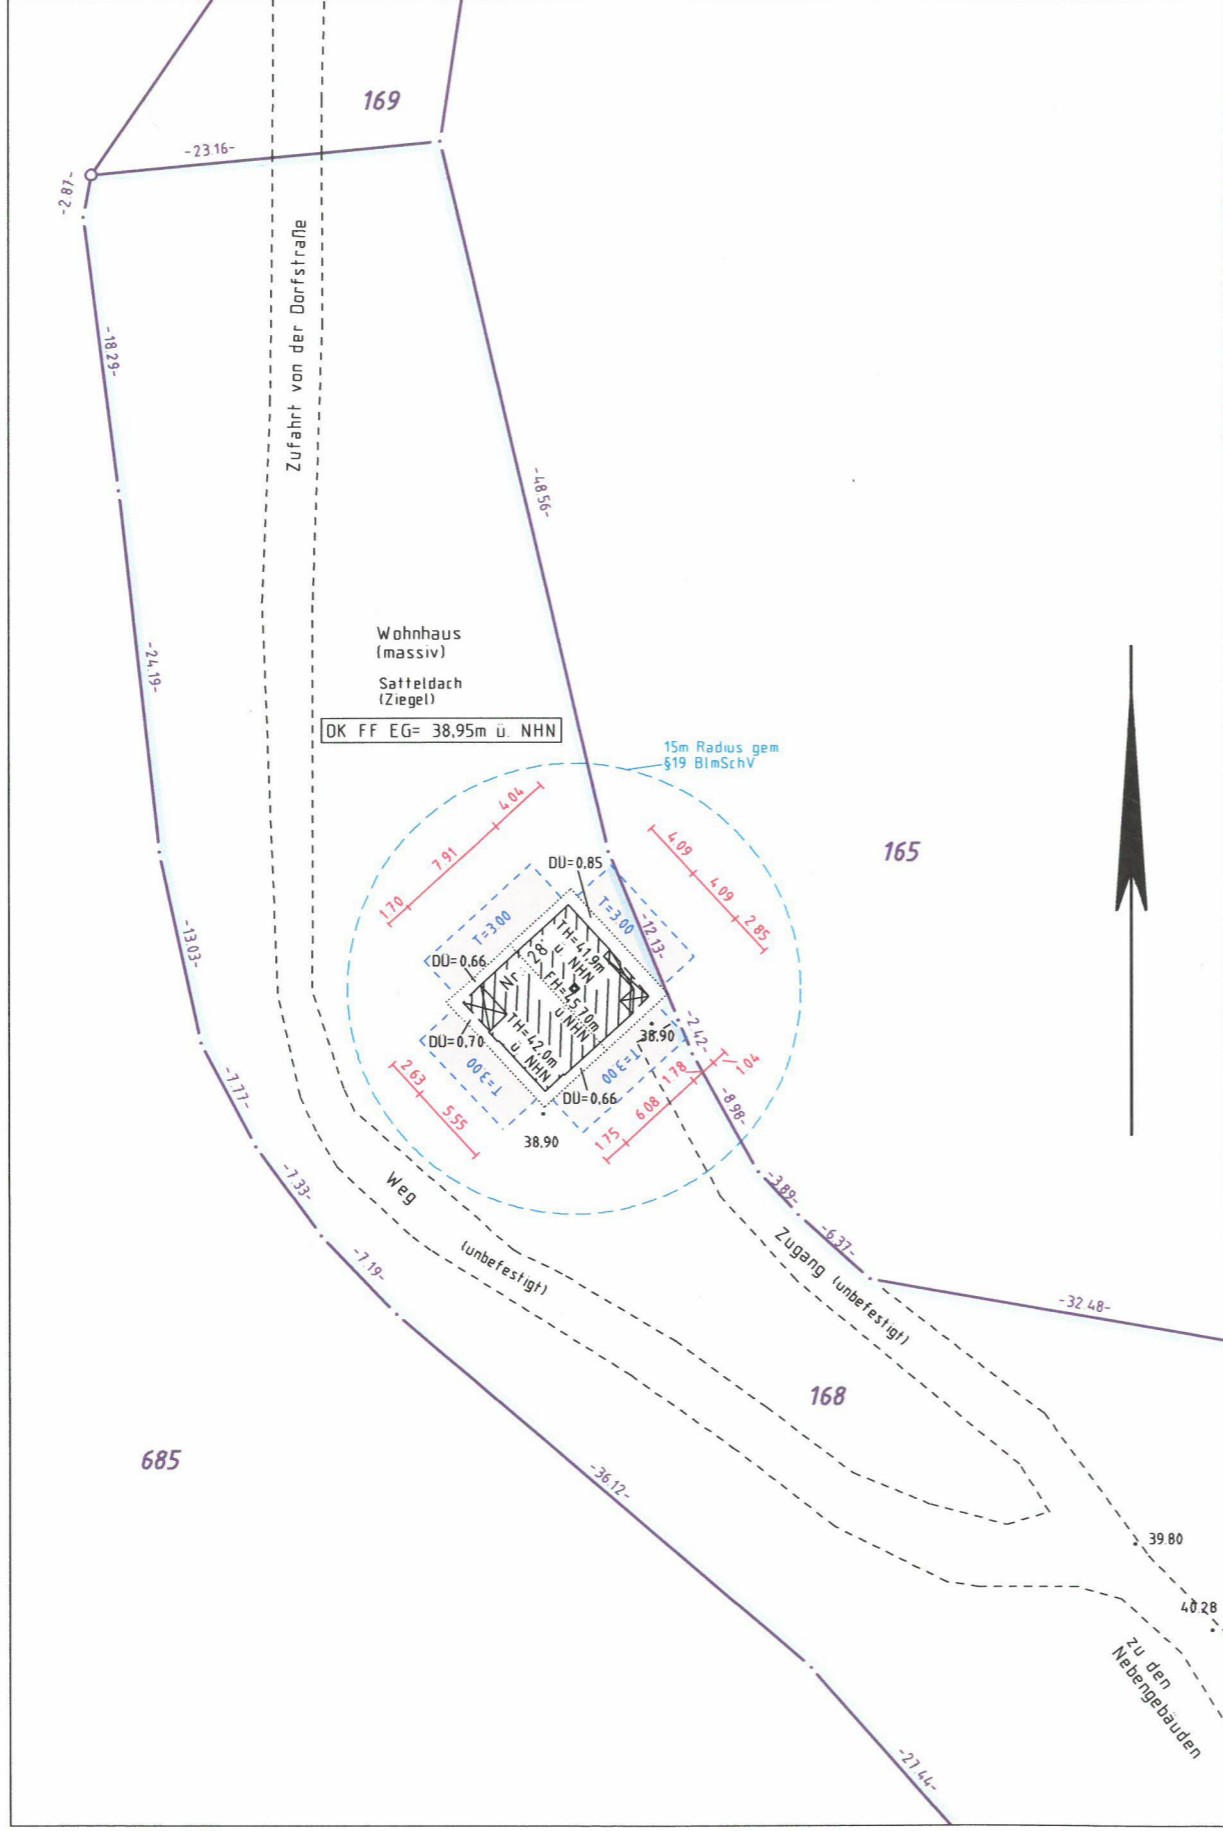 169
-23.16-
-2.87-
-18.29-
Zufahrt von der Dorfstraße
-48.56-
-24.19-
Wohnhaus
(massiv)
Satteldach
(Ziegel)
OK FF EG= 38,95m ü. NHN
15m Radius gem
§19 BImSchV
4.04
7.91
1.70
4.09
4.09
2.85
165
DÜ=0,85
T=3.00
T=3.00
-12.13-
-13.03-
DÜ=0,66
Nr. 28
TH=41.9m
ü. NHN
FH=45.70m
ü NHN
TH=42.0m
ü. NHN
DÜ=0,70
38.90
-2.42-
T=3.00
T=3.00
DÜ=0,66
1.78
1.04
2.63
5.55
6.08
1.75
-8.98-
38.90
-7.77-
-7.33-
Weg
(unbefestigt)
-3.89-
-6.37-
Zugang (unbefestigt)
-7.19-
-32.48-
168
685
-36.12-
39.80
40.28
zu den
Nebengebäuden
-27.44-